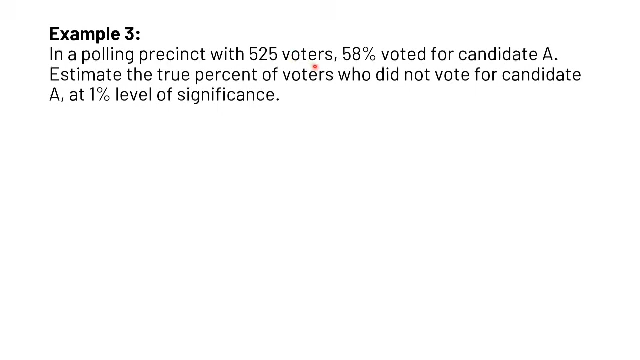 Example 3:
In a polling precinct with 525 voters, 58% voted for candidate A.
Estimate the true percent of voters who did not vote for candidate
A, at 1% level of significance.